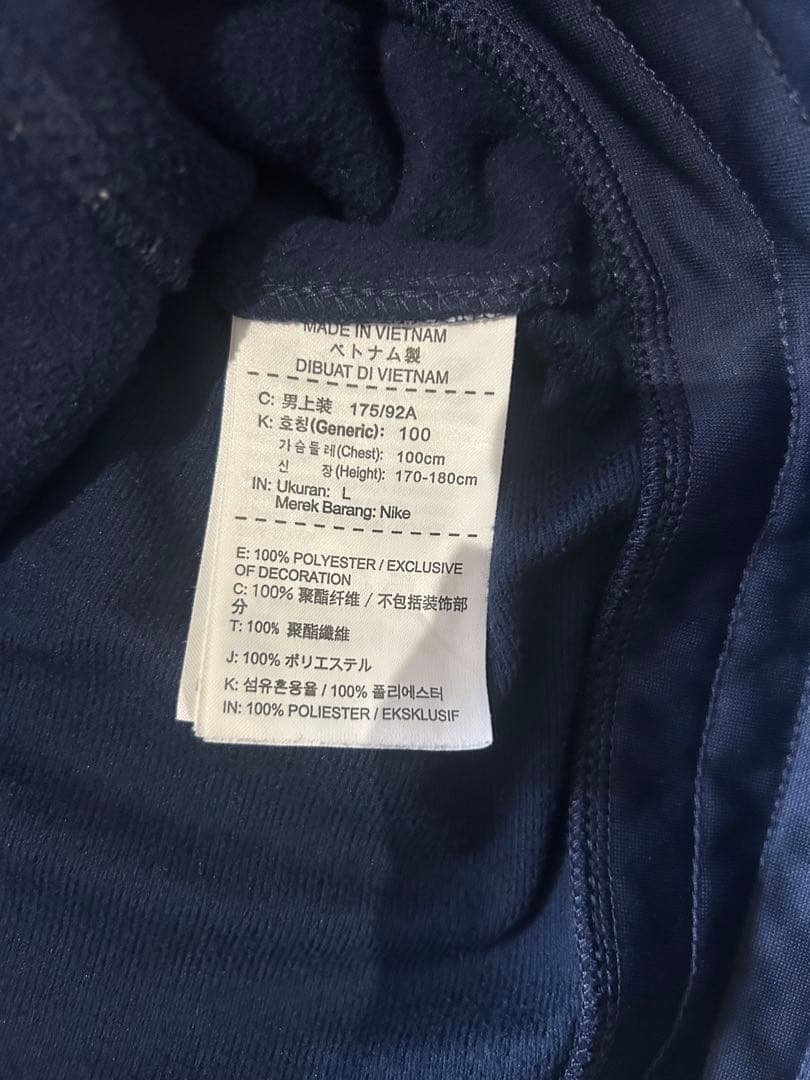 MADE IN VIETNAM
ベトナム製
DIBUAT DI VIETNAM
C: 男上装 175/92A
K: 호칭(Generic): 100
가슴둘레(Chest): 100cm
신 장(Height): 170-180cm
IN: Ukuran: L
Merek Barang: Nike
E: 100% POLYESTER / EXCLUSIVE
OF DECORATION
C: 100% 聚酯纤维 / 不包括装饰部
分
T: 100% 聚酯纖維
J: 100% ポリエステル
K: 섬유혼용율 / 100% 폴리에스터
IN: 100% POLIESTER / EKSKLUSIF